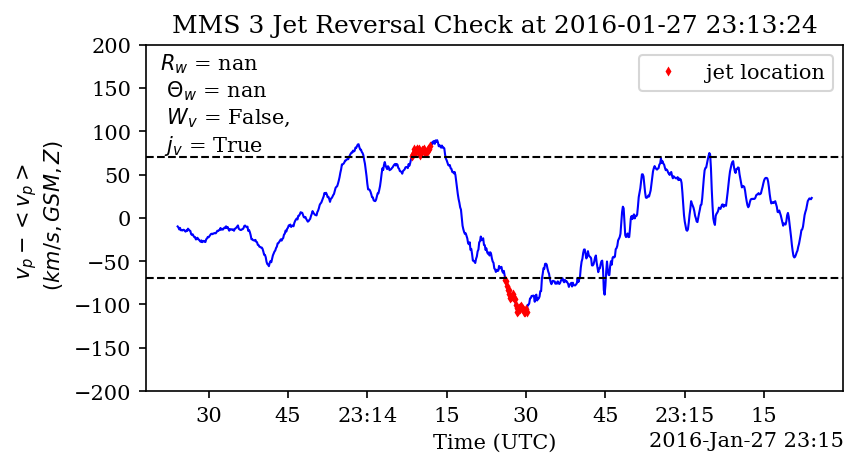 MMS 3 Jet Reversal Check at 2016-01-27 23:13:24
200
150
100
50
0
−50
−100
−150
−200
v_p − <v_p>
(km/s, GSM, Z)
R_w = nan
Θ_w = nan
W_v = False,
j_v = True
jet location
30 45 23:14 15 30 45 23:15 15
Time (UTC)
2016-Jan-27 23:15